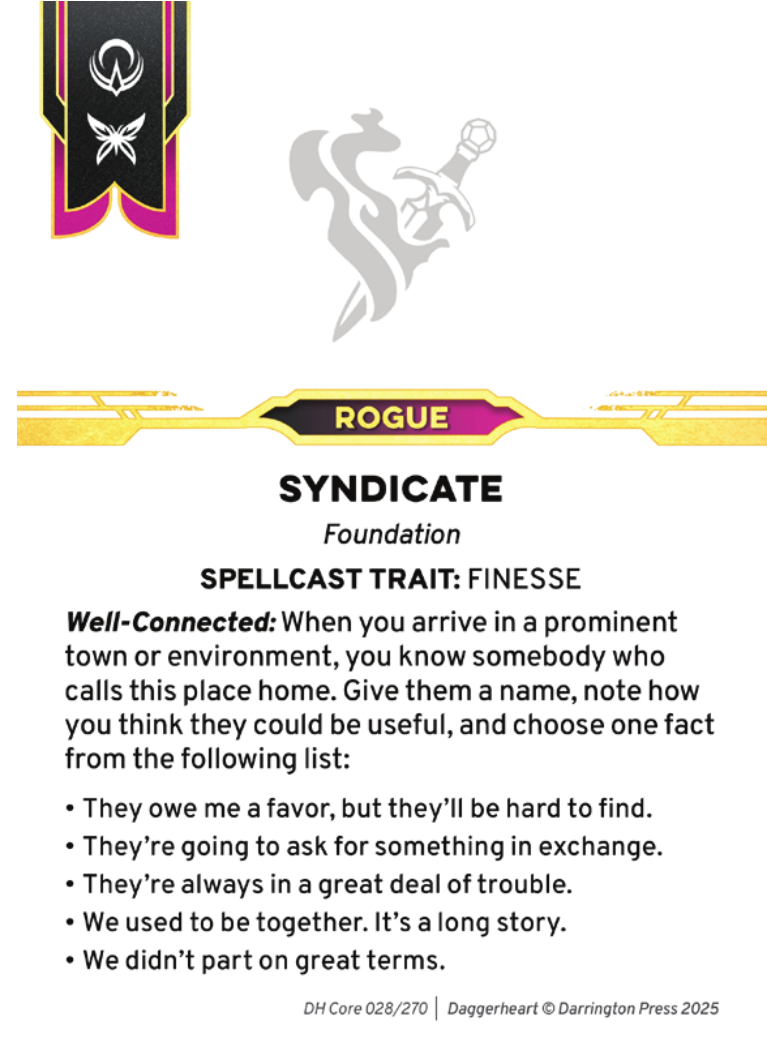 ROGUE
SYNDICATE
Foundation
SPELLCAST TRAIT: FINESSE
Well-Connected: When you arrive in a prominent
town or environment, you know somebody who
calls this place home. Give them a name, note how
you think they could be useful, and choose one fact
from the following list:
• They owe me a favor, but they’ll be hard to find.
• They’re going to ask for something in exchange.
• They’re always in a great deal of trouble.
• We used to be together. It’s a long story.
• We didn’t part on great terms.
DH Core 028/270 | Daggerheart © Darrington Press 2025